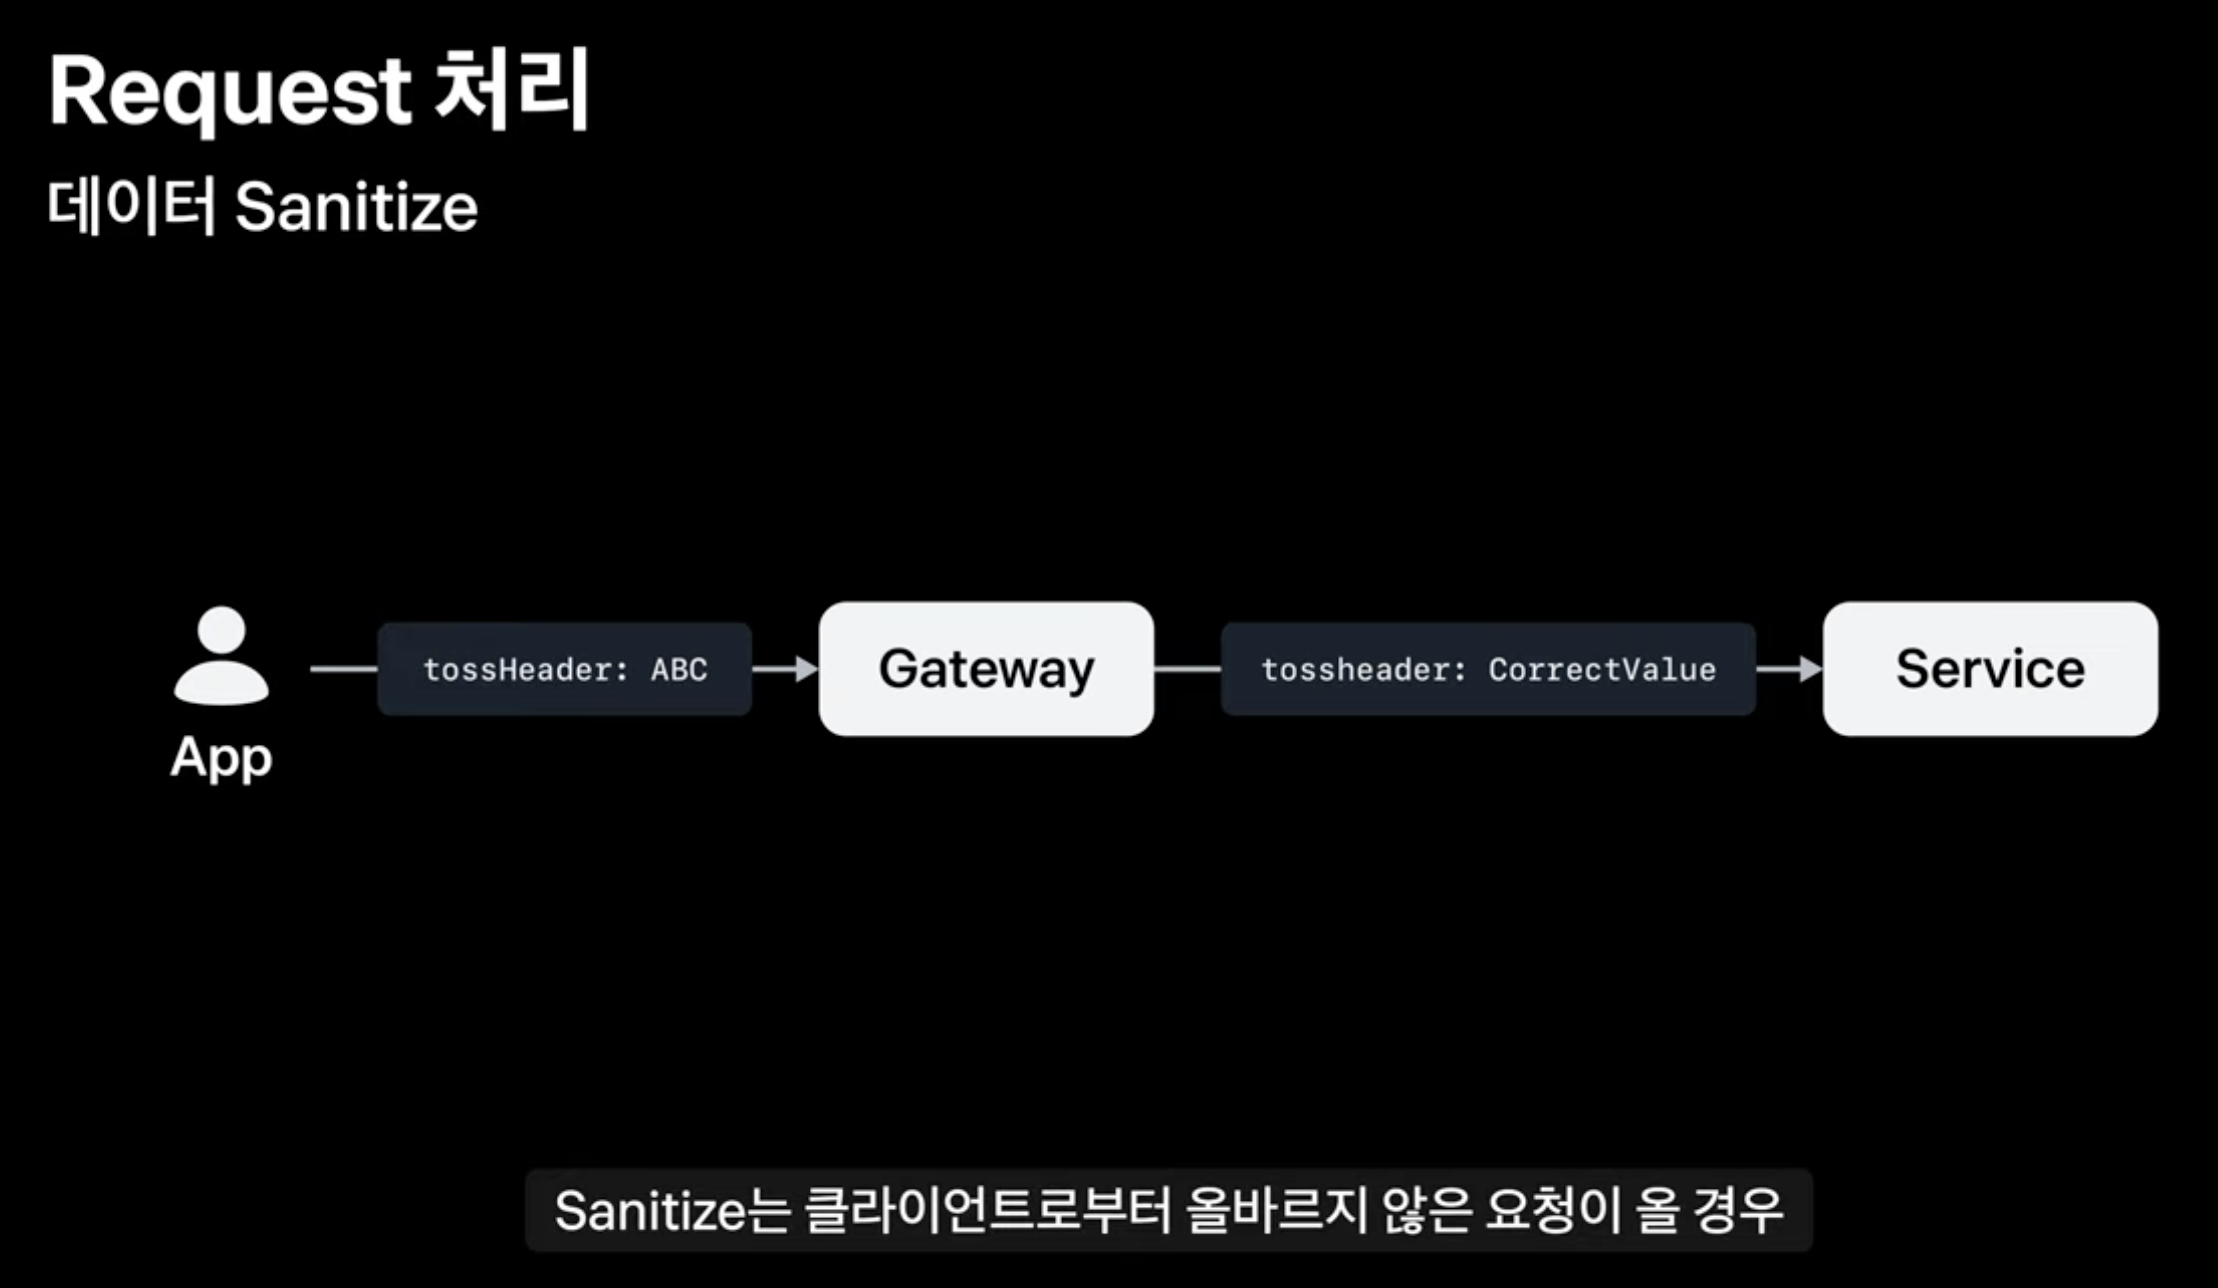 Request 처리
데이터 Sanitize
App
tossHeader: ABC
Gateway
tossheader: CorrectValue
Service
Sanitize는 클라이언트로부터 올바르지 않은 요청이 올 경우